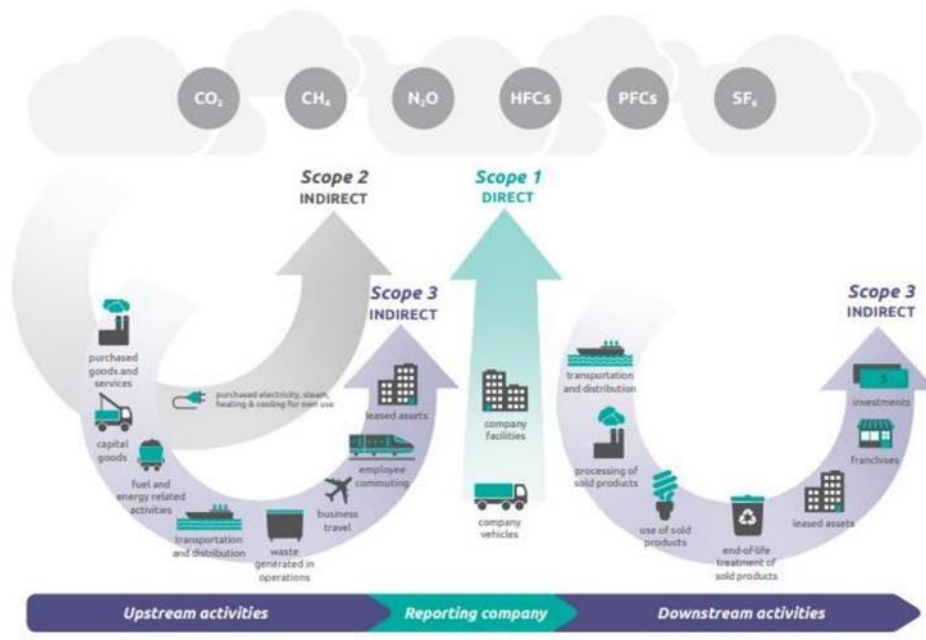 CO₂
CH₄
N₂O
HFCs
PFCs
SF₆
Scope 2
INDIRECT
Scope 1
DIRECT
Scope 3
INDIRECT
Scope 3
INDIRECT
purchased
goods and
services
capital
goods
fuel and
energy related
activities
transportation
and distribution
waste
generated in
operations
business
travel
employee
commuting
leased assets
purchased electricity, steam,
heating & cooling for own use
company
facilities
company
vehicles
transportation
and distribution
processing of
sold products
use of sold
products
end-of-life
treatment of
sold products
leased assets
franchises
investments
$
Upstream activities
Reporting company
Downstream activities